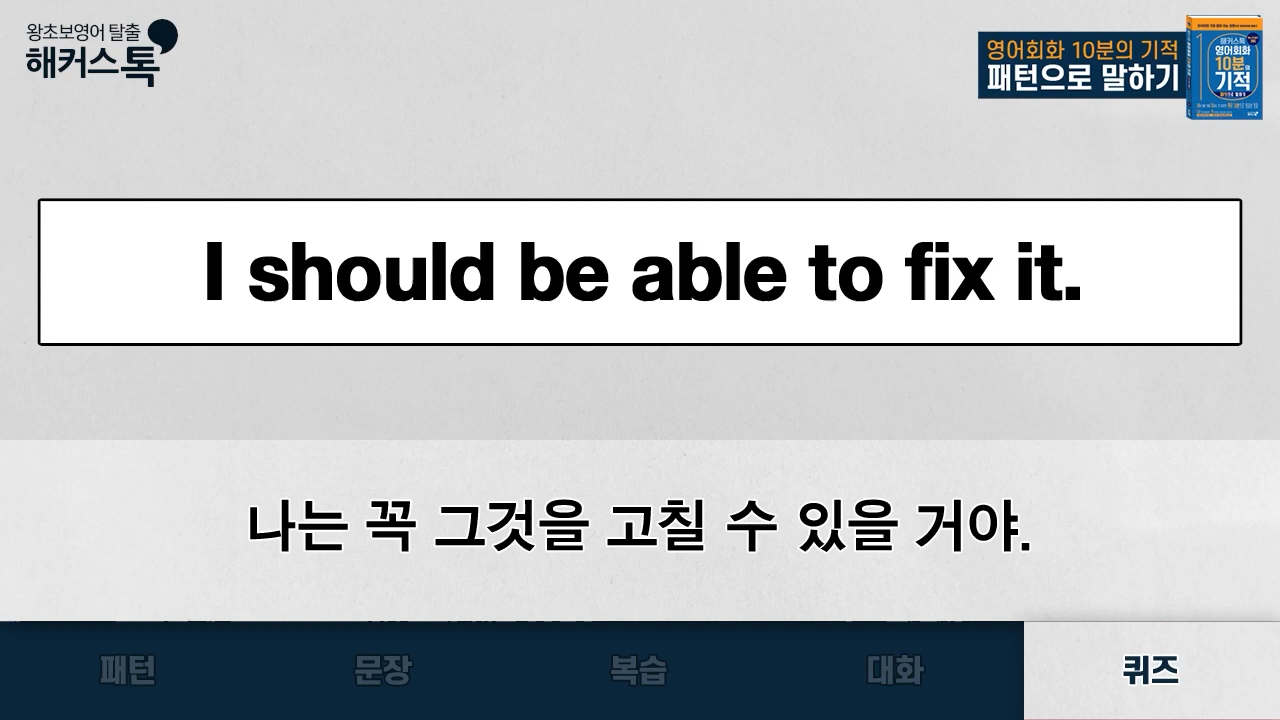 왕초보영어 탈출
해커스톡
영어회화 10분의 기적
패턴으로 말하기
해커스톡
영어회화
10분의
기적
I should be able to fix it.
나는 꼭 그것을 고칠 수 있을 거야.
패턴
문장
복습
대화
퀴즈